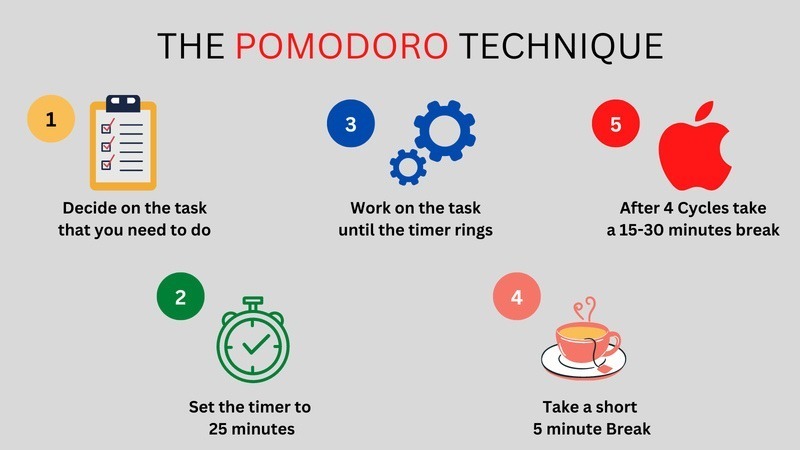 THE POMODORO TECHNIQUE
1
Decide on the task
that you need to do
2
Set the timer to
25 minutes
3
Work on the task
until the timer rings
4
Take a short
5 minute Break
5
After 4 Cycles take
a 15-30 minutes break